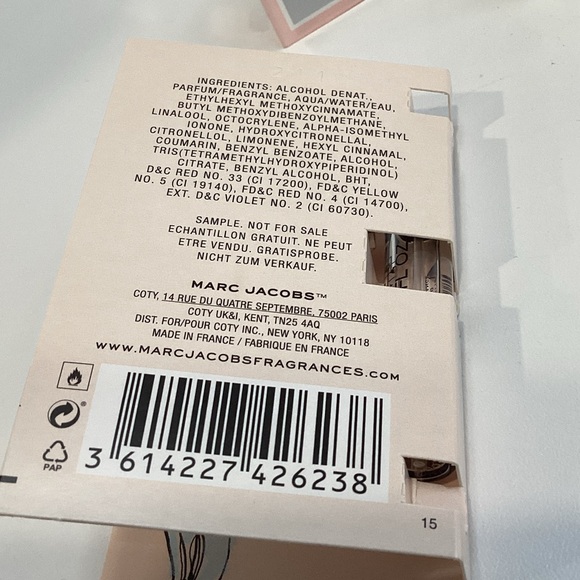 INGREDIENTS: ALCOHOL DENAT.,
PARFUM/FRAGRANCE, AQUA/WATER/EAU,
ETHYLHEXYL METHOXYCINNAMATE,
BUTYL METHOXYDIBENZOYLMETHANE,
LINALOOL, OCTOCRYLENE, ALPHA-ISOMETHYL
IONONE, HYDROXYCITRONELLAL,
CITRONELLOL, LIMONENE, HEXYL CINNAMAL,
COUMARIN, BENZYL BENZOATE, ALCOHOL,
TRIS(TETRAMETHYLHYDROXYPIPERIDINOL)
CITRATE, BENZYL ALCOHOL, BHT,
D&C RED NO. 33 (CI 17200), FD&C YELLOW
NO. 5 (CI 19140), FD&C RED NO. 4 (CI 14700),
EXT. D&C VIOLET NO. 2 (CI 60730).
SAMPLE. NOT FOR SALE
ECHANTILLON GRATUIT. NE PEUT
ETRE VENDU. GRATISPROBE.
NICHT ZUM VERKAUF.
MARC JACOBS™
COTY, 14 RUE DU QUATRE SEPTEMBRE, 75002 PARIS
COTY UK&I, KENT, TN25 4AQ
DIST. FOR/POUR COTY INC., NEW YORK, NY 10118
MADE IN FRANCE / FABRIQUE EN FRANCE
WWW.MARCJACOBSFRAGRANCES.COM
PAP
3 614227 426238
15